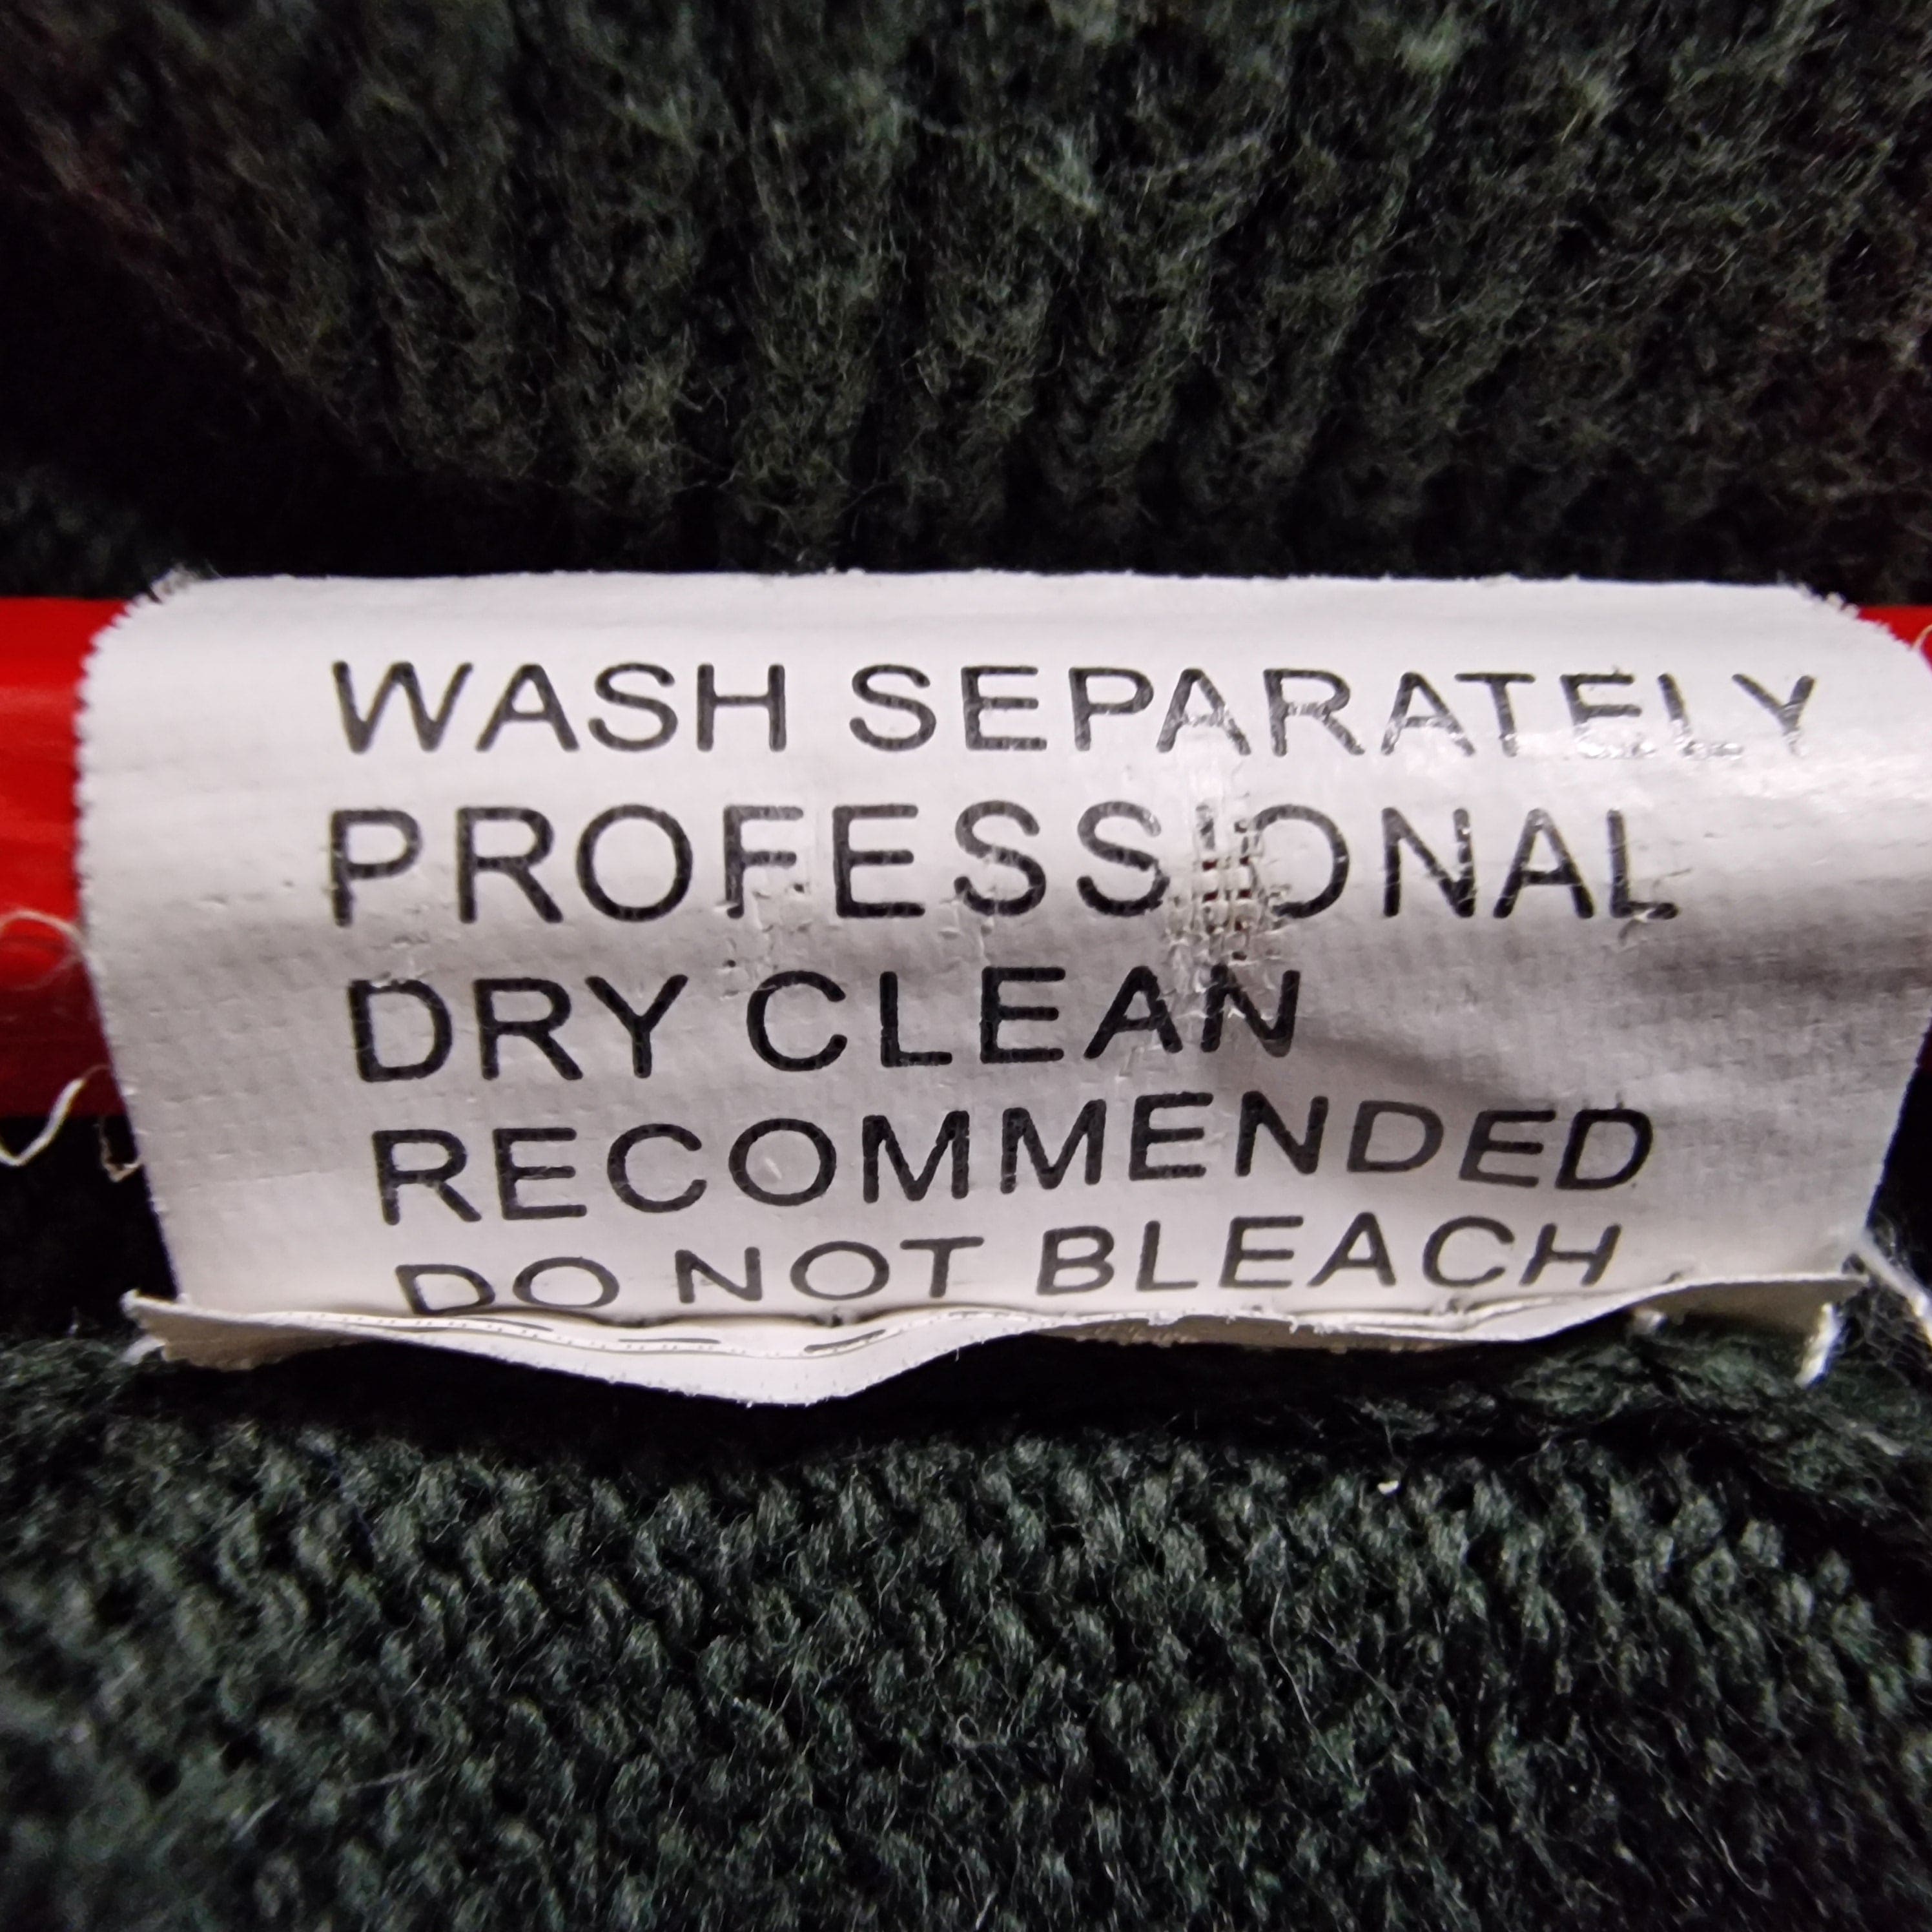 WASH SEPARATELY
PROFESSIONAL
DRY CLEAN
RECOMMENDED
DO NOT BLEACH